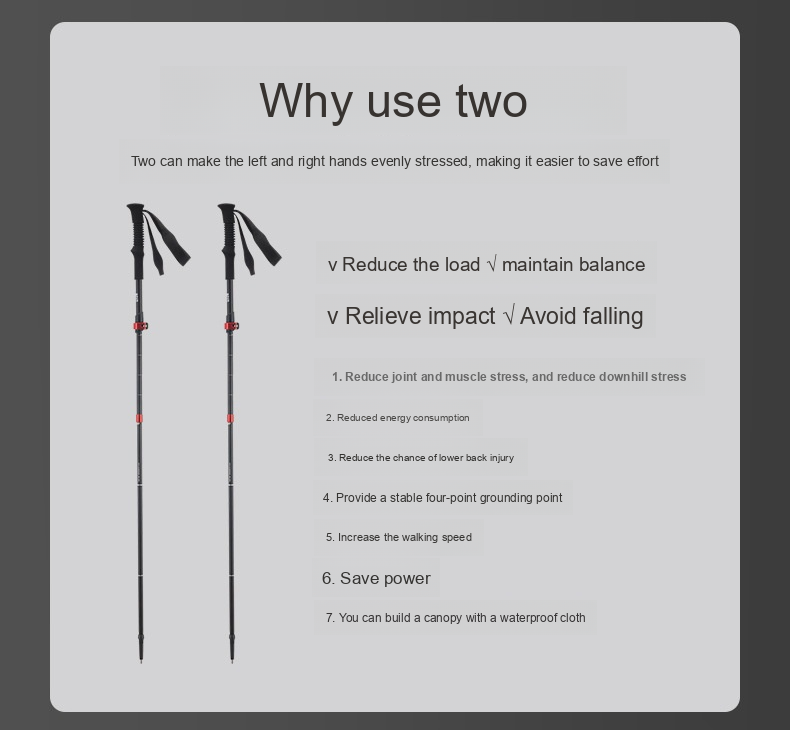 Why use two
Two can make the left and right hands evenly stressed, making it easier to save effort
v Reduce the load √ maintain balance
v Relieve impact √ Avoid falling
1. Reduce joint and muscle stress, and reduce downhill stress
2. Reduced energy consumption
3. Reduce the chance of lower back injury
4. Provide a stable four-point grounding point
5. Increase the walking speed
6. Save power
7. You can build a canopy with a waterproof cloth